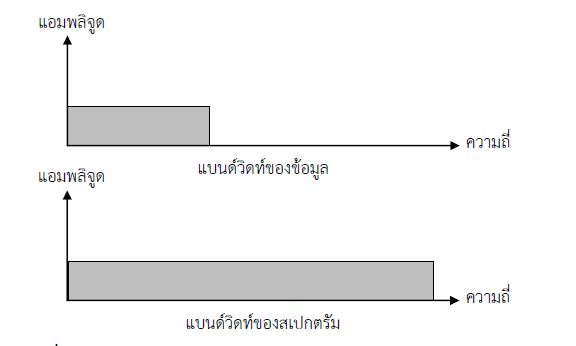 แอมพลิจูด
ความถี่
แบนด์วิดท์ของข้อมูล
แอมพลิจูด
ความถี่
แบนด์วิดท์ของสเปกตรัม